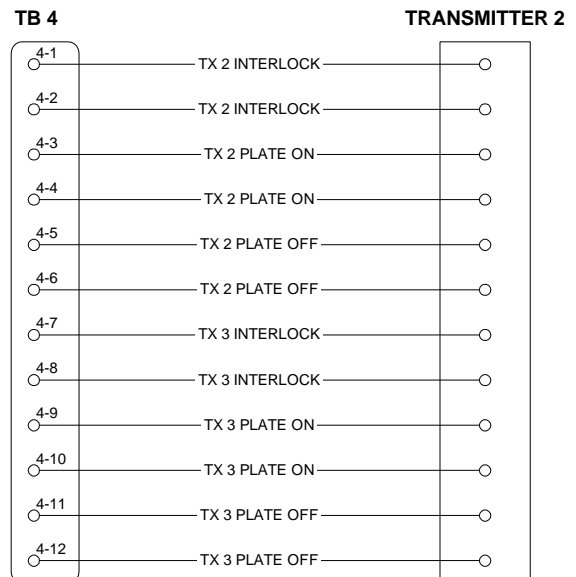 TB 4 TRANSMITTER 2
4-1 TX 2 INTERLOCK
4-2 TX 2 INTERLOCK
4-3 TX 2 PLATE ON
4-4 TX 2 PLATE ON
4-5 TX 2 PLATE OFF
4-6 TX 2 PLATE OFF
4-7 TX 3 INTERLOCK
4-8 TX 3 INTERLOCK
4-9 TX 3 PLATE ON
4-10 TX 3 PLATE ON
4-11 TX 3 PLATE OFF
4-12 TX 3 PLATE OFF